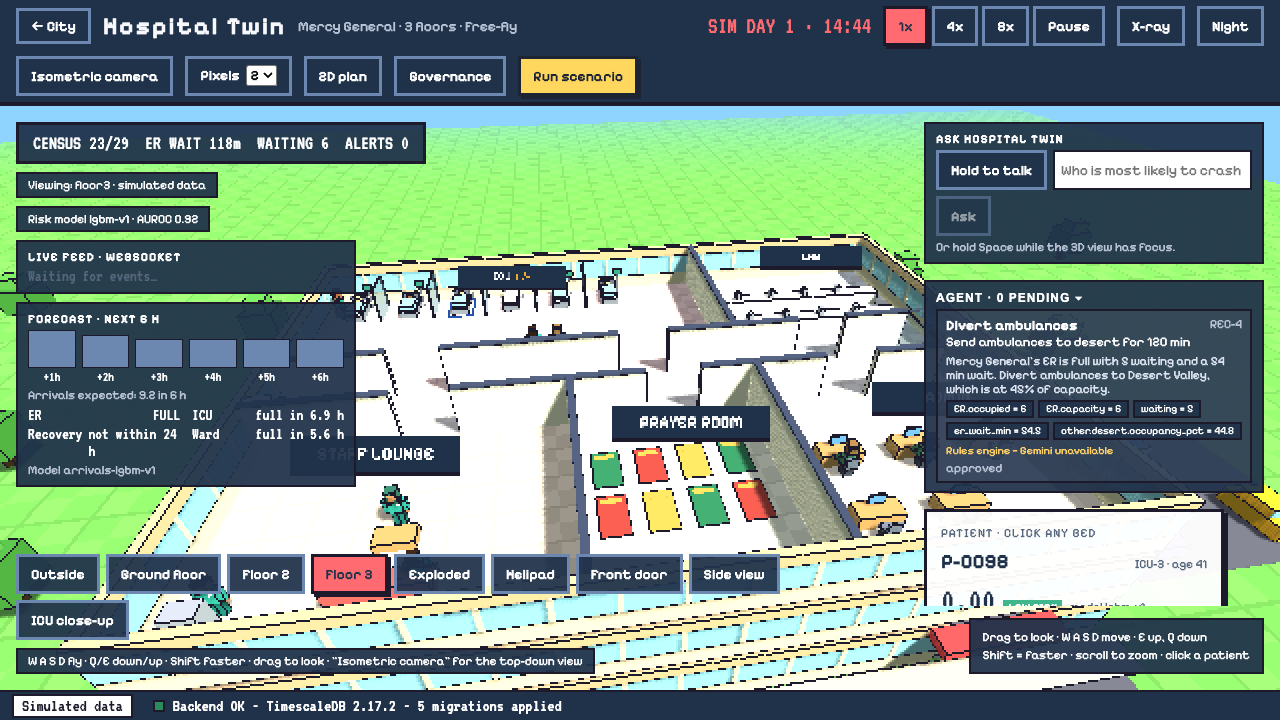 ← City
Hospital Twin
Mercy General · 3 floors · Free-fly
SIM DAY 1 · 14:44
1x
4x
8x
Pause
X-ray
Night
Isometric camera
Pixels 2
2D plan
Governance
Run scenario
CENSUS 23/29 ER WAIT 118m WAITING 6 ALERTS 0
Viewing: floor3 · simulated data
Risk model lgbm-v1 · AUROC 0.92
LIVE FEED · WEBSOCKET
Waiting for events…
FORECAST · NEXT 6 H
+1h +2h +3h +4h +5h +6h
Arrivals expected: 9.2 in 6 h
ER FULL ICU full in 6.9 h
Recovery not within 24 h Ward full in 5.6 h
Model arrivals-lgbm-v1
LOUNGE
PRAYER ROOM
ASK HOSPITAL TWIN
Hold to talk
Who is most likely to crash
Ask
Or hold Space while the 3D view has focus.
AGENT · 0 PENDING
Divert ambulances
REC-4
Send ambulances to desert for 120 min
Mercy General's ER is full with 5 waiting and a 54
min wait. Divert ambulances to Desert Valley,
which is at 45% of capacity.
ER.occupied = 6
ER.capacity = 6
waiting = 5
er.wait_min = 54.5
other.desert.occupancy_pct = 44.8
Rules engine - Gemini unavailable
approved
PATIENT · CLICK ANY BED
P-0098
ICU-3 · age 41
0.00
Outside
Ground floor
Floor 2
Floor 3
Exploded
Helipad
Front door
Side view
ICU close-up
W A S D fly · Q/E down/up · Shift faster · drag to look · "Isometric camera" for the top-down view
Drag to look · W A S D move · E up, Q down
Shift = faster · scroll to zoom · click a patient
Simulated data
Backend OK - TimescaleDB 2.17.2 - 5 migrations applied